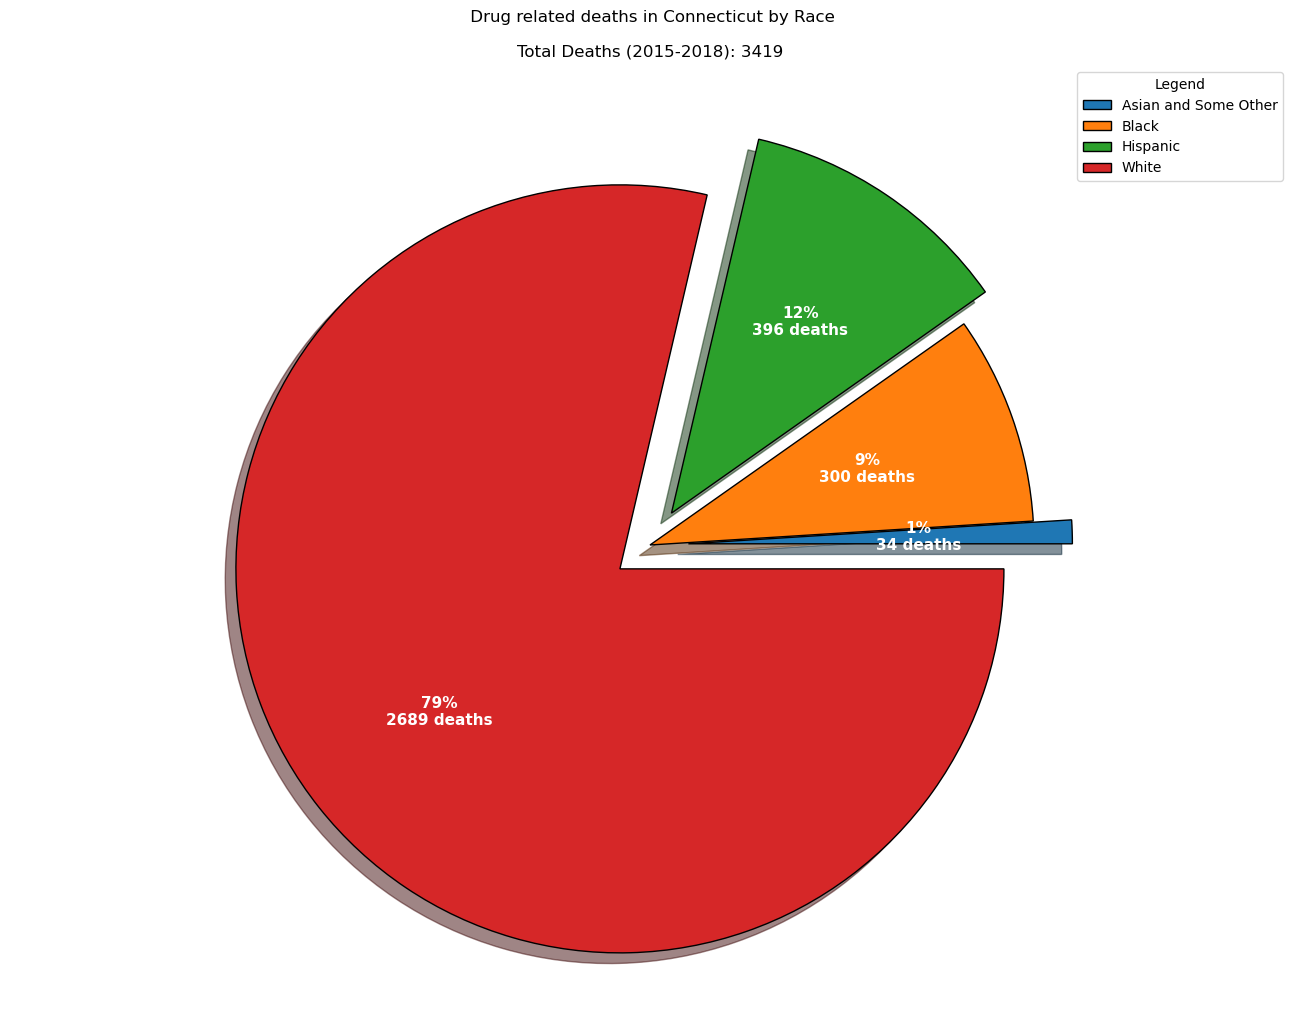 Drug related deaths in Connecticut by Race
Total Deaths (2015-2018): 3419
Legend
Asian and Some Other
Black
Hispanic
White
12%
396 deaths
9%
300 deaths
1%
34 deaths
79%
2689 deaths